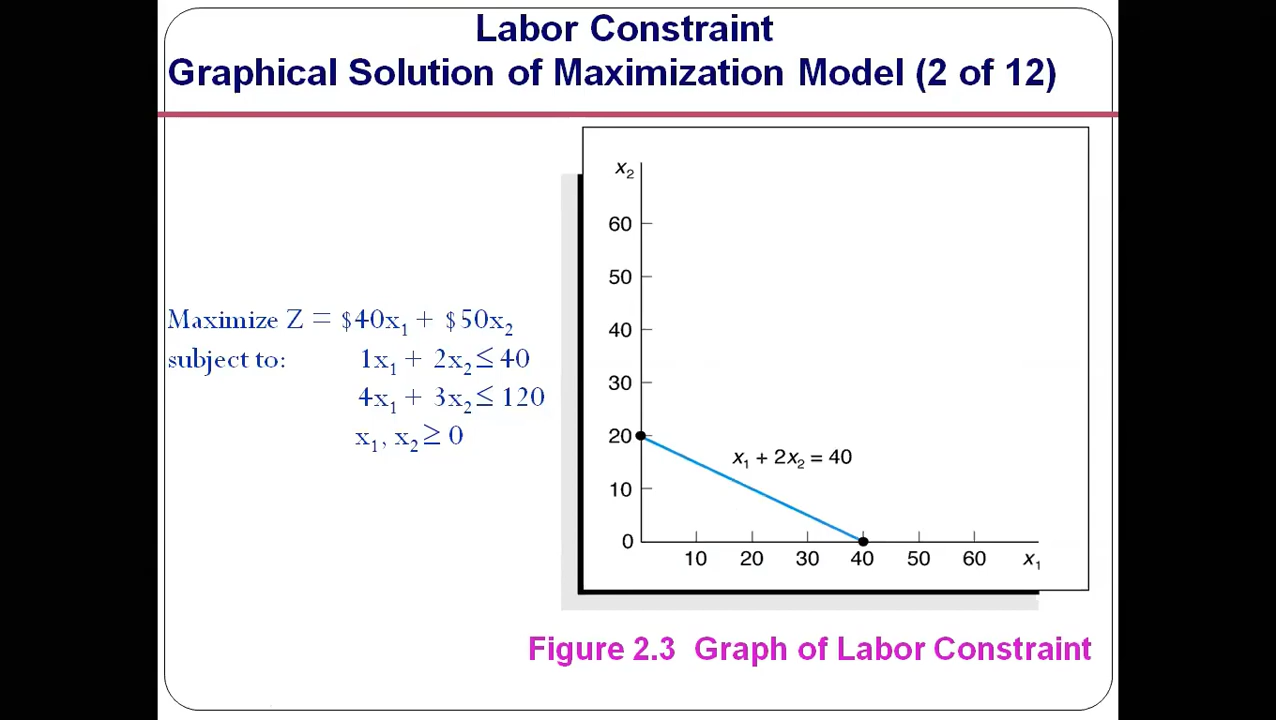 Labor Constraint
Graphical Solution of Maximization Model (2 of 12)
Maximize Z = $40x₁ + $50x₂
subject to: 1x₁ + 2x₂ ≤ 40
4x₁ + 3x₂ ≤ 120
x₁, x₂ ≥ 0
x₂
60
50
40
30
20
10
0
x₁ + 2x₂ = 40
10 20 30 40 50 60 x₁
Figure 2.3 Graph of Labor Constraint